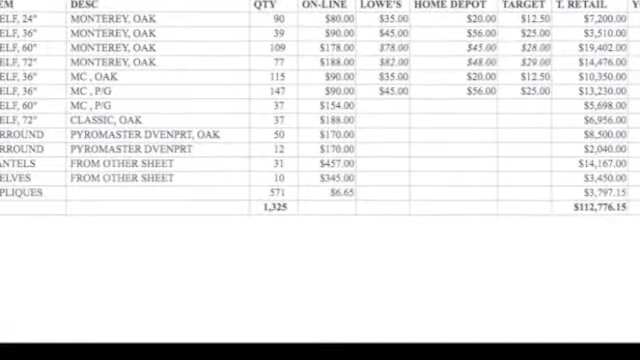 EM DESC QTY ON-LINE LOWE'S HOME DEPOT TARGET T. RETAIL
ELF, 24" MONTEREY, OAK 90 $80.00 $35.00 $20.00 $12.50 $7,200.00
ELF, 36" MONTEREY, OAK 39 $90.00 $45.00 $56.00 $25.00 $3,510.00
ELF, 60" MONTEREY, OAK 109 $178.00 $78.00 $45.00 $28.00 $19,402.00
ELF, 72" MONTEREY, OAK 77 $188.00 $82.00 $48.00 $29.00 $14,476.00
ELF, 36" MC , OAK 115 $90.00 $35.00 $20.00 $12.50 $10,350.00
ELF, 36" MC , P/G 147 $90.00 $45.00 $56.00 $25.00 $13,230.00
ELF, 60" MC , P/G 37 $154.00 $5,698.00
ELF, 72" CLASSIC, OAK 37 $188.00 $6,956.00
RROUND PYROMASTER DVENPRT, OAK 50 $170.00 $8,500.00
RROUND PYROMASTER DVENPRT 12 $170.00 $2,040.00
ANTELS FROM OTHER SHEET 31 $457.00 $14,167.00
ELVES FROM OTHER SHEET 10 $345.00 $3,450.00
PLIQUES 571 $6.65 $3,797.15
1,325 $112,776.15